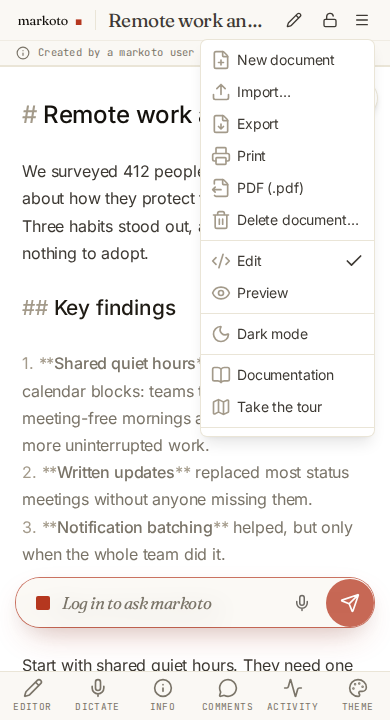 markoto
Remote work an...
Created by a markoto user
New document
Import...
Export
Print
PDF (.pdf)
Delete document...
Edit
Preview
Dark mode
Documentation
Take the tour
# Remote work
We surveyed 412 people
about how they protect
Three habits stood out,
nothing to adopt.
## Key findings
1. **Shared quiet hours*
calendar blocks: teams
meeting-free mornings
more uninterrupted work.
2. **Written updates** replaced most status
meetings without anyone missing them.
3. **Notification batching** helped, but only
when the whole team did it.
Log in to ask markoto
Start with shared quiet hours. They need one
EDITOR
DICTATE
INFO
COMMENTS
ACTIVITY
THEME